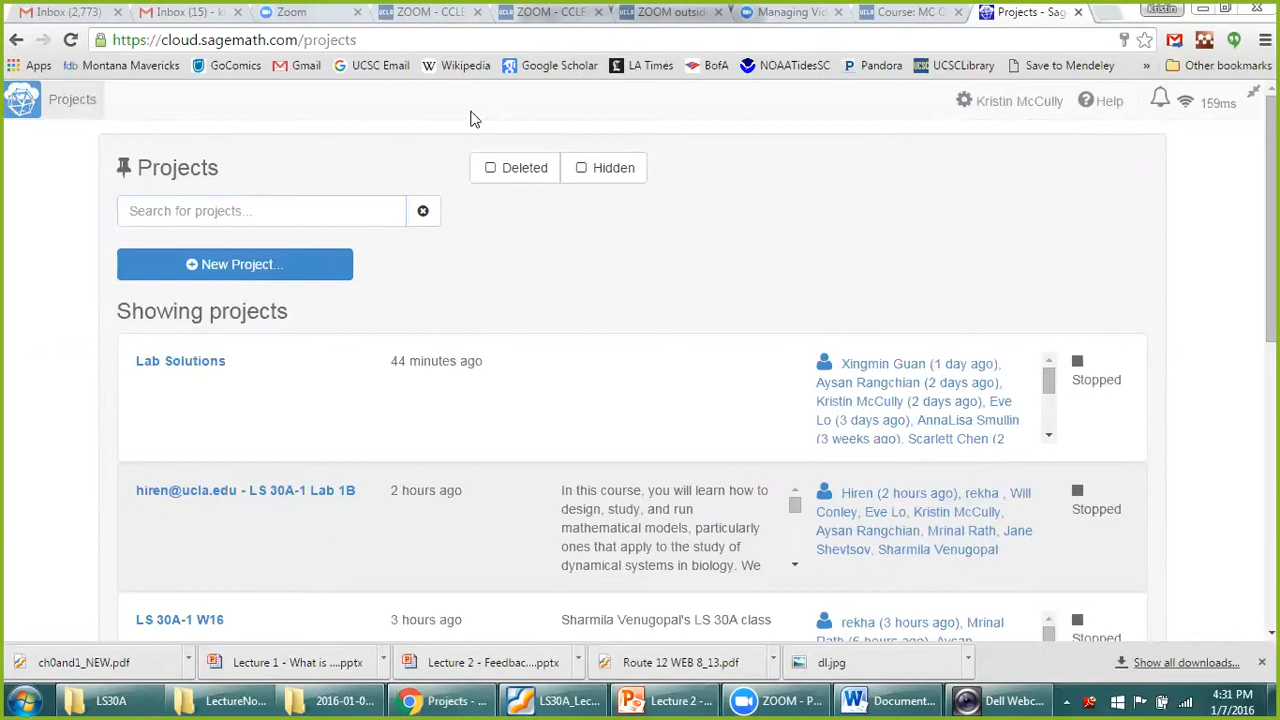 Inbox (2,773)
Inbox (15) - k
Zoom
ZOOM - CCLE
ZOOM - CCLE
ZOOM outsid
Managing Vid
Course: MC C
Projects - Sag
Kristin
https://cloud.sagemath.com/projects
Apps
fdb Montana Mavericks
GoComics
Gmail
UCSC Email
Wikipedia
Google Scholar
LA Times
BofA
NOAATidesSC
Pandora
UCSCLibrary
Save to Mendeley
»
Other bookmarks
Projects
Kristin McCully
Help
159ms
Projects
Deleted
Hidden
Search for projects...
New Project...
Showing projects
Lab Solutions
44 minutes ago
Xingmin Guan (1 day ago),
Aysan Rangchian (2 days ago),
Kristin McCully (2 days ago), Eve
Lo (3 days ago), AnnaLisa Smullin
(3 weeks ago), Scarlett Chen (2
Stopped
hiren@ucla.edu - LS 30A-1 Lab 1B
2 hours ago
In this course, you will learn how to
design, study, and run
mathematical models, particularly
ones that apply to the study of
dynamical systems in biology. We
Hiren (2 hours ago), rekha , Will
Conley, Eve Lo, Kristin McCully,
Aysan Rangchian, Mrinal Rath, Jane
Shevtsov, Sharmila Venugopal
Stopped
LS 30A-1 W16
3 hours ago
Sharmila Venugopal's LS 30A class
rekha (3 hours ago), Mrinal
Rath (6 hours ago), Aysan
Stopped
ch0and1_NEW.pdf
Lecture 1 - What is ....pptx
Lecture 2 - Feedbac....pptx
Route 12 WEB 8_13.pdf
dl.jpg
Show all downloads...
LS30A
LectureNo...
2016-01-0...
Projects - ...
LS30A_Lec...
Lecture 2 -...
ZOOM - P...
Document...
Dell Webc...
4:31 PM
1/7/2016